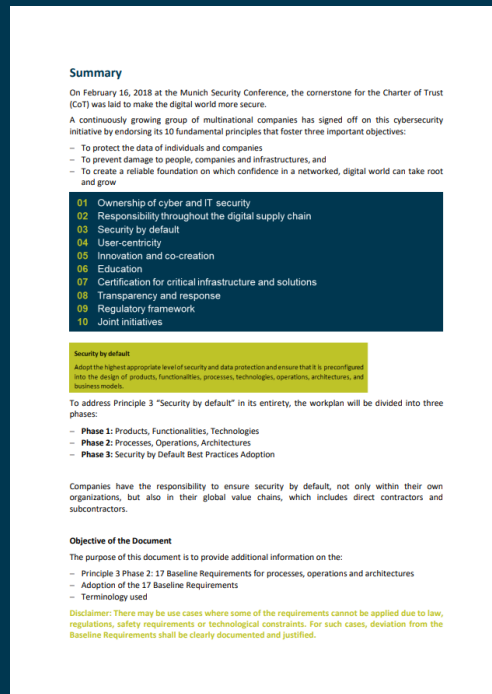 Summary
On February 16, 2018 at the Munich Security Conference, the cornerstone for the Charter of Trust
(CoT) was laid to make the digital world more secure.
A continuously growing group of multinational companies has signed off on this cybersecurity
initiative by endorsing its 10 fundamental principles that foster three important objectives:
– To protect the data of individuals and companies
– To prevent damage to people, companies and infrastructures, and
– To create a reliable foundation on which confidence in a networked, digital world can take root
and grow
01 Ownership of cyber and IT security
02 Responsibility throughout the digital supply chain
03 Security by default
04 User-centricity
05 Innovation and co-creation
06 Education
07 Certification for critical infrastructure and solutions
08 Transparency and response
09 Regulatory framework
10 Joint initiatives
Security by default
Adopt the highest appropriate level of security and data protection and ensure that it is preconfigured
into the design of products, functionalities, processes, technologies, operations, architectures, and
business models.
To address Principle 3 “Security by default” in its entirety, the workplan will be divided into three
phases:
– Phase 1: Products, Functionalities, Technologies
– Phase 2: Processes, Operations, Architectures
– Phase 3: Security by Default Best Practices Adoption
Companies have the responsibility to ensure security by default, not only within their own
organizations, but also in their global value chains, which includes direct contractors and
subcontractors.
Objective of the Document
The purpose of this document is to provide additional information on the:
– Principle 3 Phase 2: 17 Baseline Requirements for processes, operations and architectures
– Adoption of the 17 Baseline Requirements
– Terminology used
Disclaimer: There may be use cases where some of the requirements cannot be applied due to law,
regulations, safety requirements or technological constraints. For such cases, deviation from the
Baseline Requirements shall be clearly documented and justified.